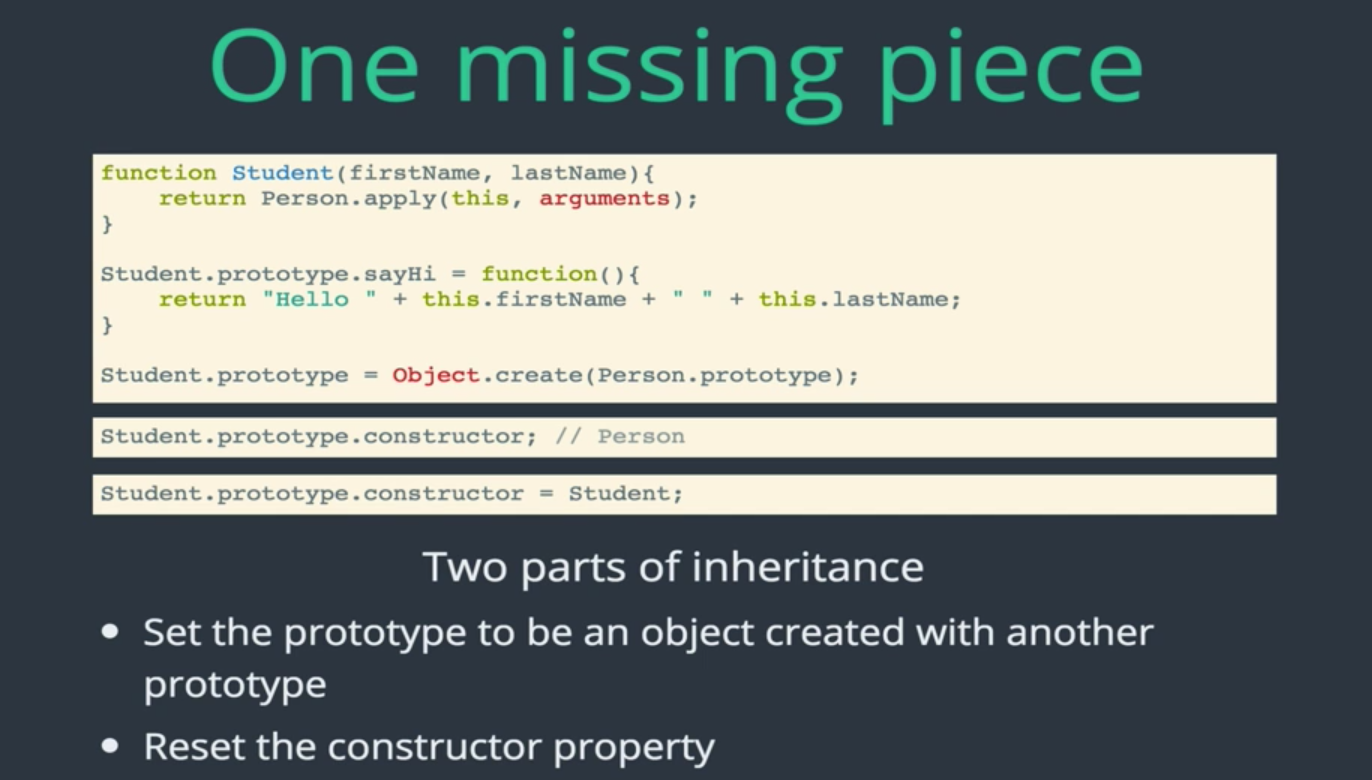 One missing piece
function Student(firstName, lastName){
    return Person.apply(this, arguments);
}
Student.prototype.sayHi = function(){
    return "Hello " + this.firstName + " " + this.lastName;
}
Student.prototype = Object.create(Person.prototype);
Student.prototype.constructor; // Person
Student.prototype.constructor = Student;
Two parts of inheritance
• Set the prototype to be an object created with another
prototype
• Reset the constructor property